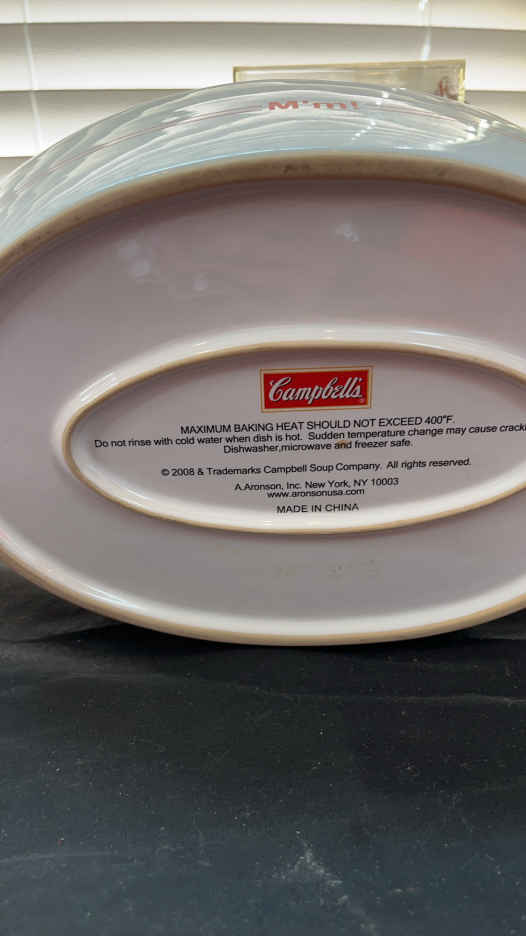 M'm!
Campbell's
MAXIMUM BAKING HEAT SHOULD NOT EXCEED 400°F.
Do not rinse with cold water when dish is hot. Sudden temperature change may cause
Dishwasher,microwave and freezer safe.
© 2008 & Trademarks Campbell Soup Company. All rights reserved.
A.Aronson, Inc. New York, NY 10003
www.aronsonusa.com
MADE IN CHINA